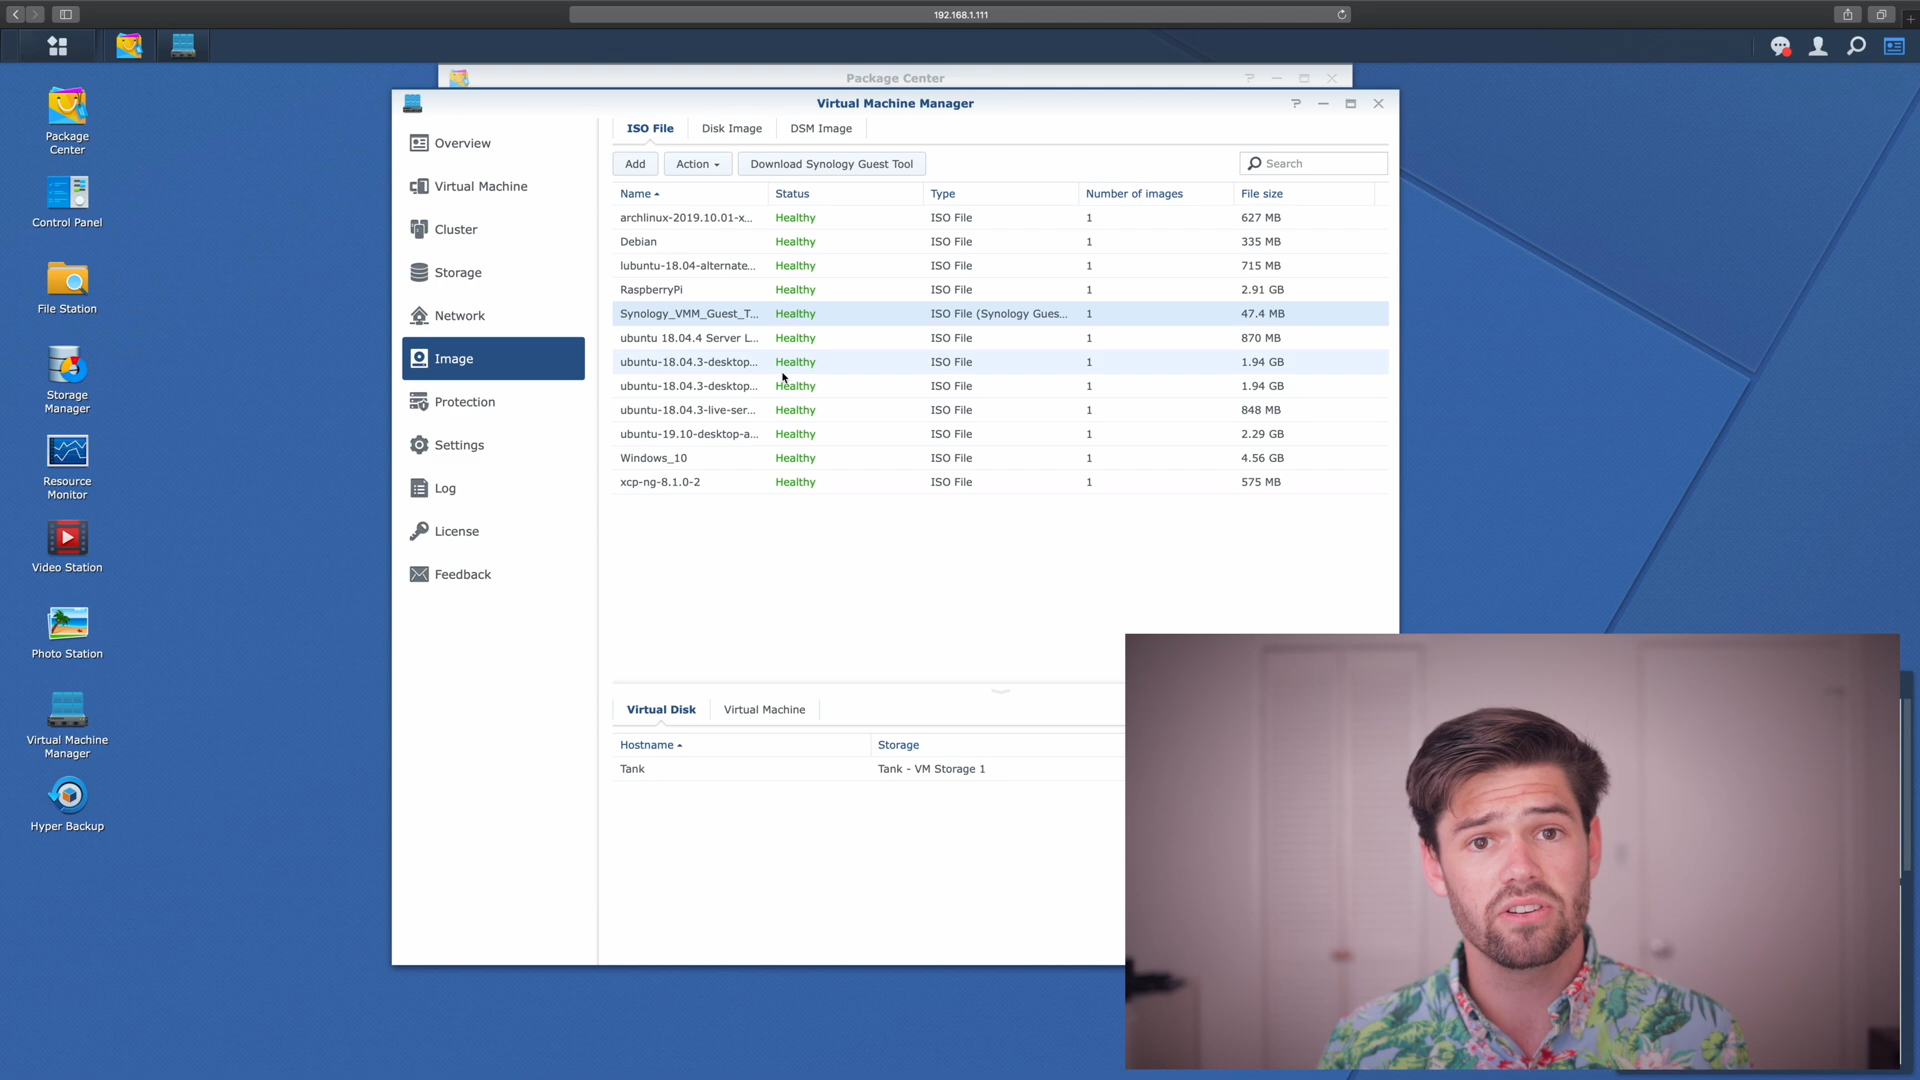 192.168.1.111
Package Center
Virtual Machine Manager
Package
Center
Control Panel
File Station
Storage
Manager
Resource
Monitor
Video Station
Photo Station
Virtual Machine
Manager
Hyper Backup
Overview
Virtual Machine
Cluster
Storage
Network
Image
Protection
Settings
Log
License
Feedback
ISO File Disk Image DSM Image
Add Action Download Synology Guest Tool Search
Name Status Type Number of images File size
archlinux-2019.10.01-x... Healthy ISO File 1 627 MB
Debian Healthy ISO File 1 335 MB
lubuntu-18.04-alternate... Healthy ISO File 1 715 MB
RaspberryPi Healthy ISO File 1 2.91 GB
Synology_VMM_Guest_T... Healthy ISO File (Synology Gues... 1 47.4 MB
ubuntu 18.04.4 Server L... Healthy ISO File 1 870 MB
ubuntu-18.04.3-desktop... Healthy ISO File 1 1.94 GB
ubuntu-18.04.3-desktop... Healthy ISO File 1 1.94 GB
ubuntu-18.04.3-live-ser... Healthy ISO File 1 848 MB
ubuntu-19.10-desktop-a... Healthy ISO File 1 2.29 GB
Windows_10 Healthy ISO File 1 4.56 GB
xcp-ng-8.1.0-2 Healthy ISO File 1 575 MB
Virtual Disk Virtual Machine
Hostname Storage
Tank Tank - VM Storage 1